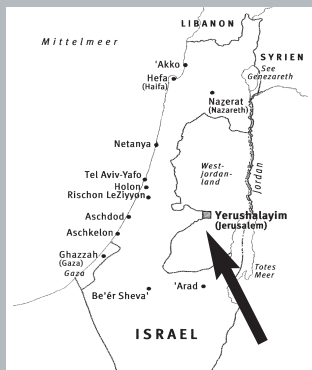 LIBANON
Mittelmeer
'Akko
SYRIEN
Hefa
(Haifa)
See
Genezareth
Nazerat
(Nazareth)
Netanya
West-
jordan-
land
Jordan
Tel Aviv-Yafo
Holon
Rischon LeZiyyon
Aschdod
Yerushalayim
(Jerusalem)
Aschkelon
Ghazzah
(Gaza)
Gaza
Totes
Meer
Be'ér Sheva'
'Arad
ISRAEL